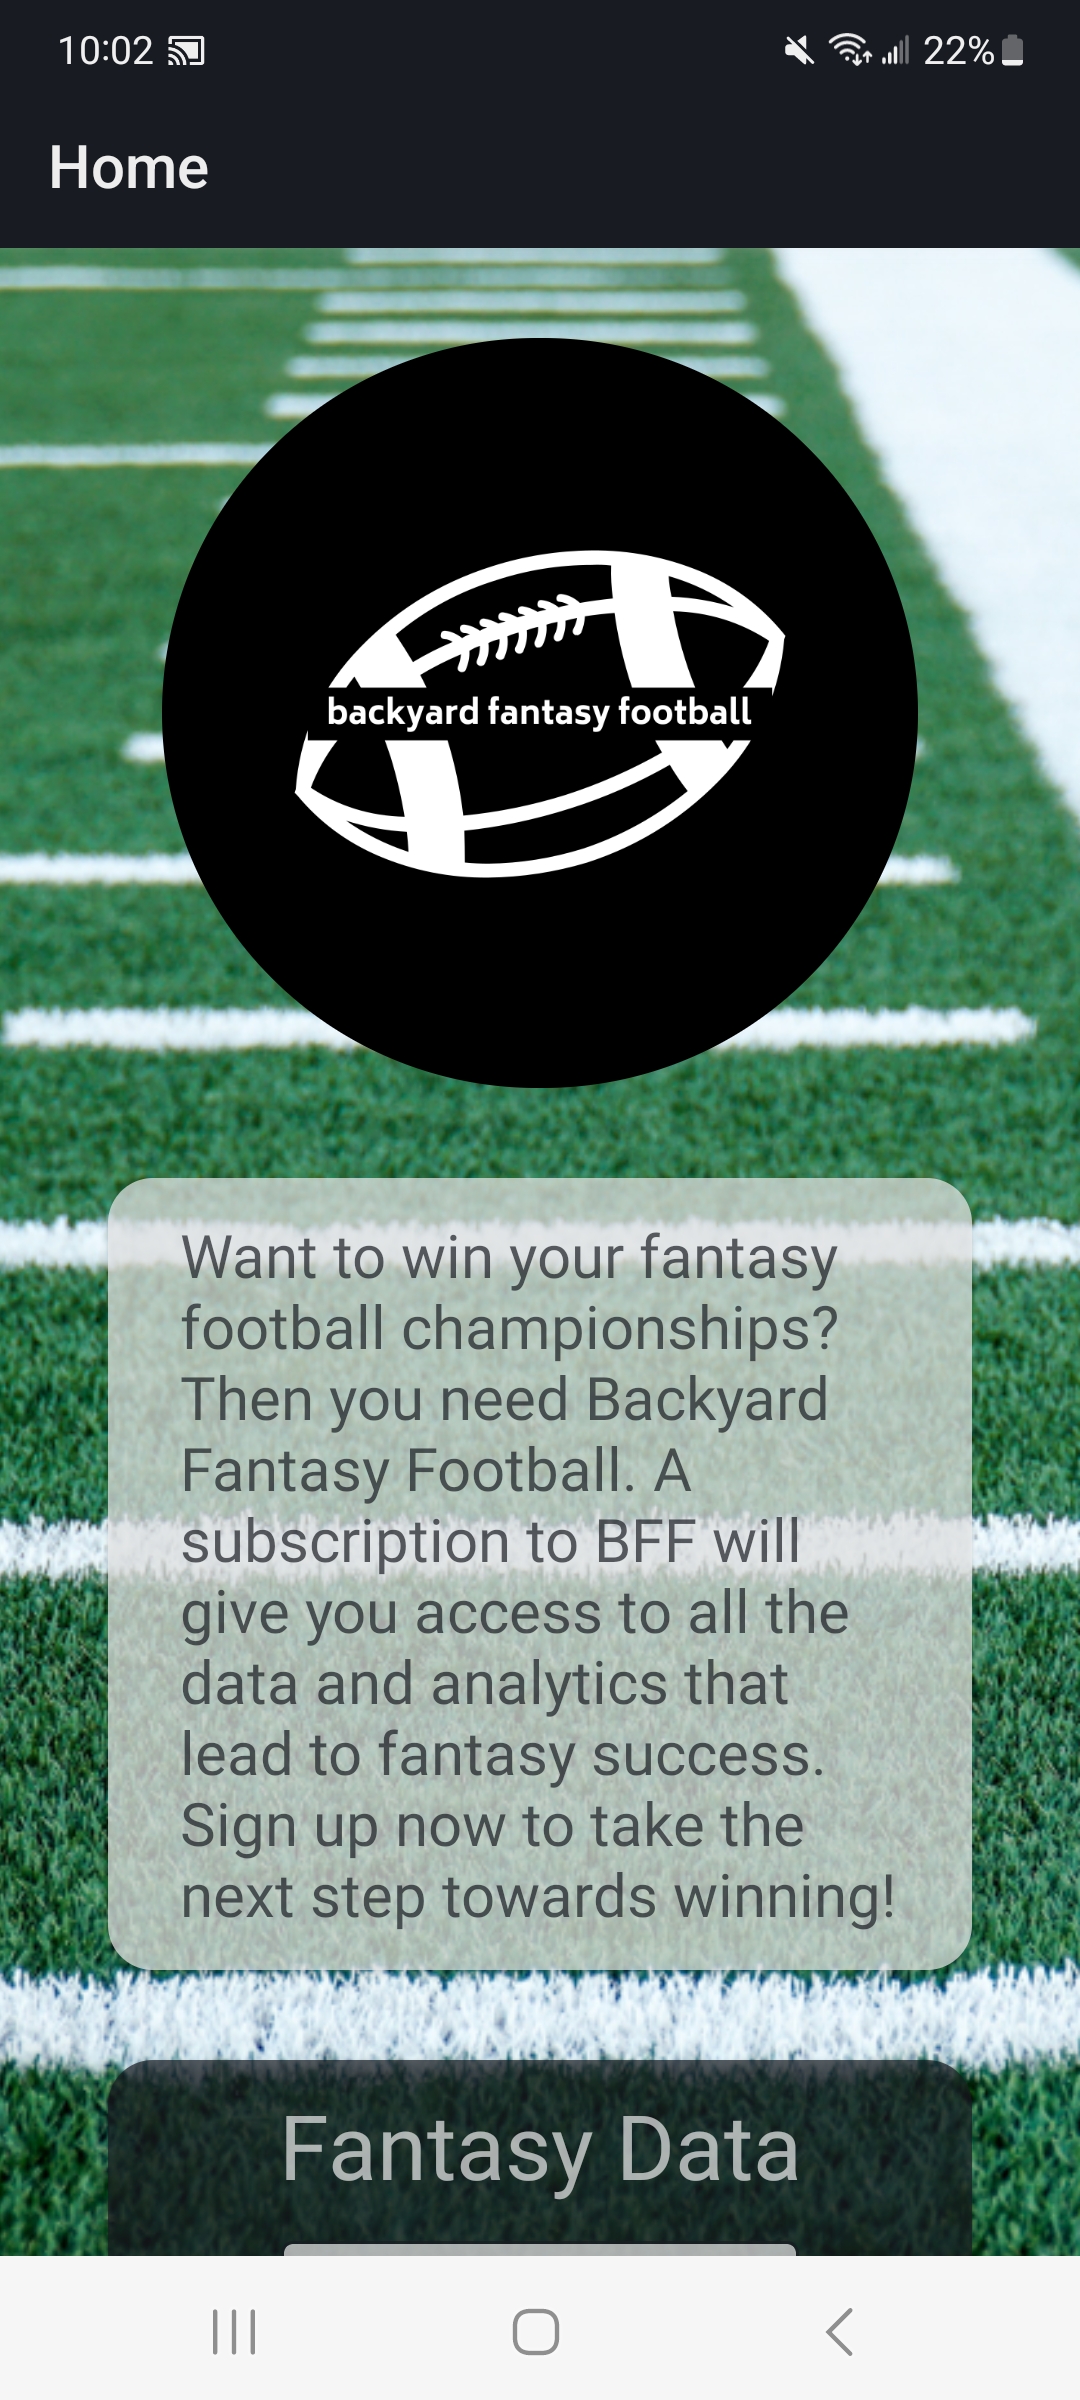 10:02 22%
Home
backyard fantasy football
Want to win your fantasy
football championships?
Then you need Backyard
Fantasy Football. A
subscription to BFF will
give you access to all the
data and analytics that
lead to fantasy success.
Sign up now to take the
next step towards winning!
Fantasy Data